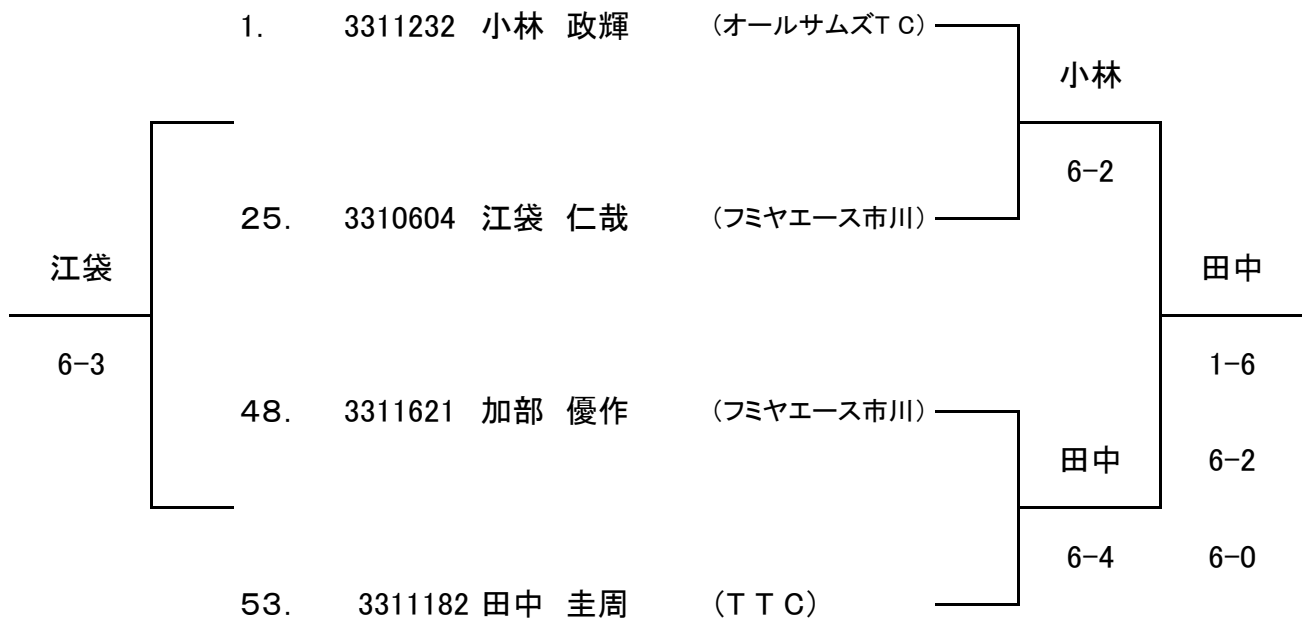 1. 3311232 小林 政輝 (オールサムズＴＣ)
小林
6-2
25. 3310604 江袋 仁哉 (フミヤエース市川)
江袋 田中
6-3 1-6
48. 3311621 加部 優作 (フミヤエース市川)
田中 6-2
6-4 6-0
53. 3311182 田中 圭周 (ＴＴＣ)